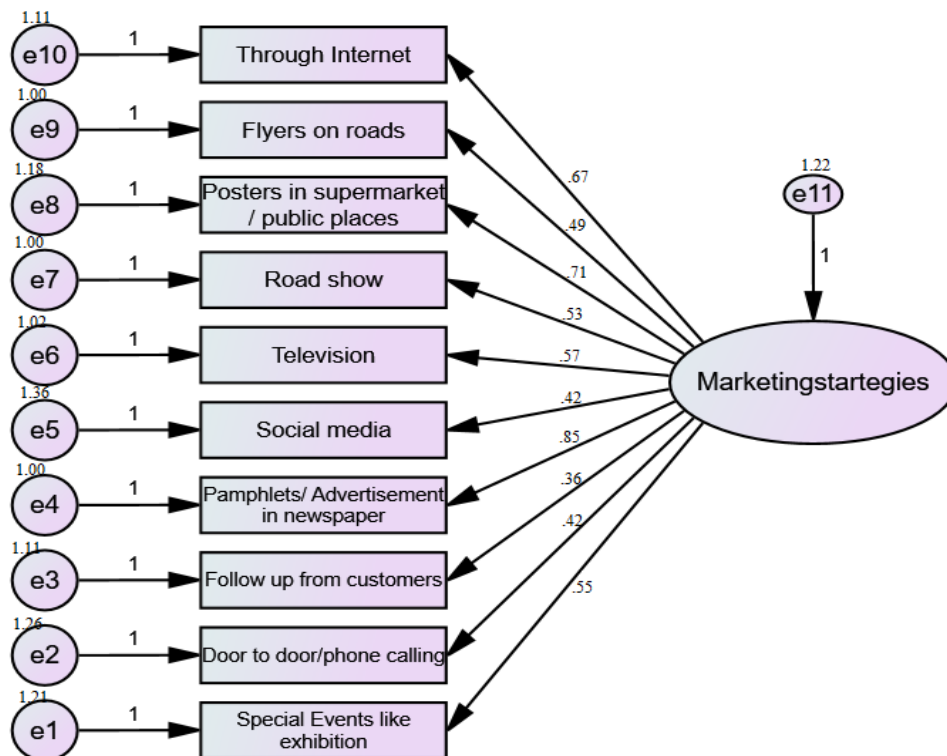 1.11
e10
1
Through Internet
1.00
e9
1
Flyers on roads
1.18
e8
1
Posters in supermarket
/ public places
1.00
e7
1
Road show
1.02
e6
1
Television
1.36
e5
1
Social media
1.00
e4
1
Pamphlets/ Advertisement
in newspaper
1.11
e3
1
Follow up from customers
1.26
e2
1
Door to door/phone calling
1.21
e1
1
Special Events like
exhibition
.67
.49
.71
.53
.57
.42
.85
.36
.42
.55
1.22
e11
1
Marketingstartegies